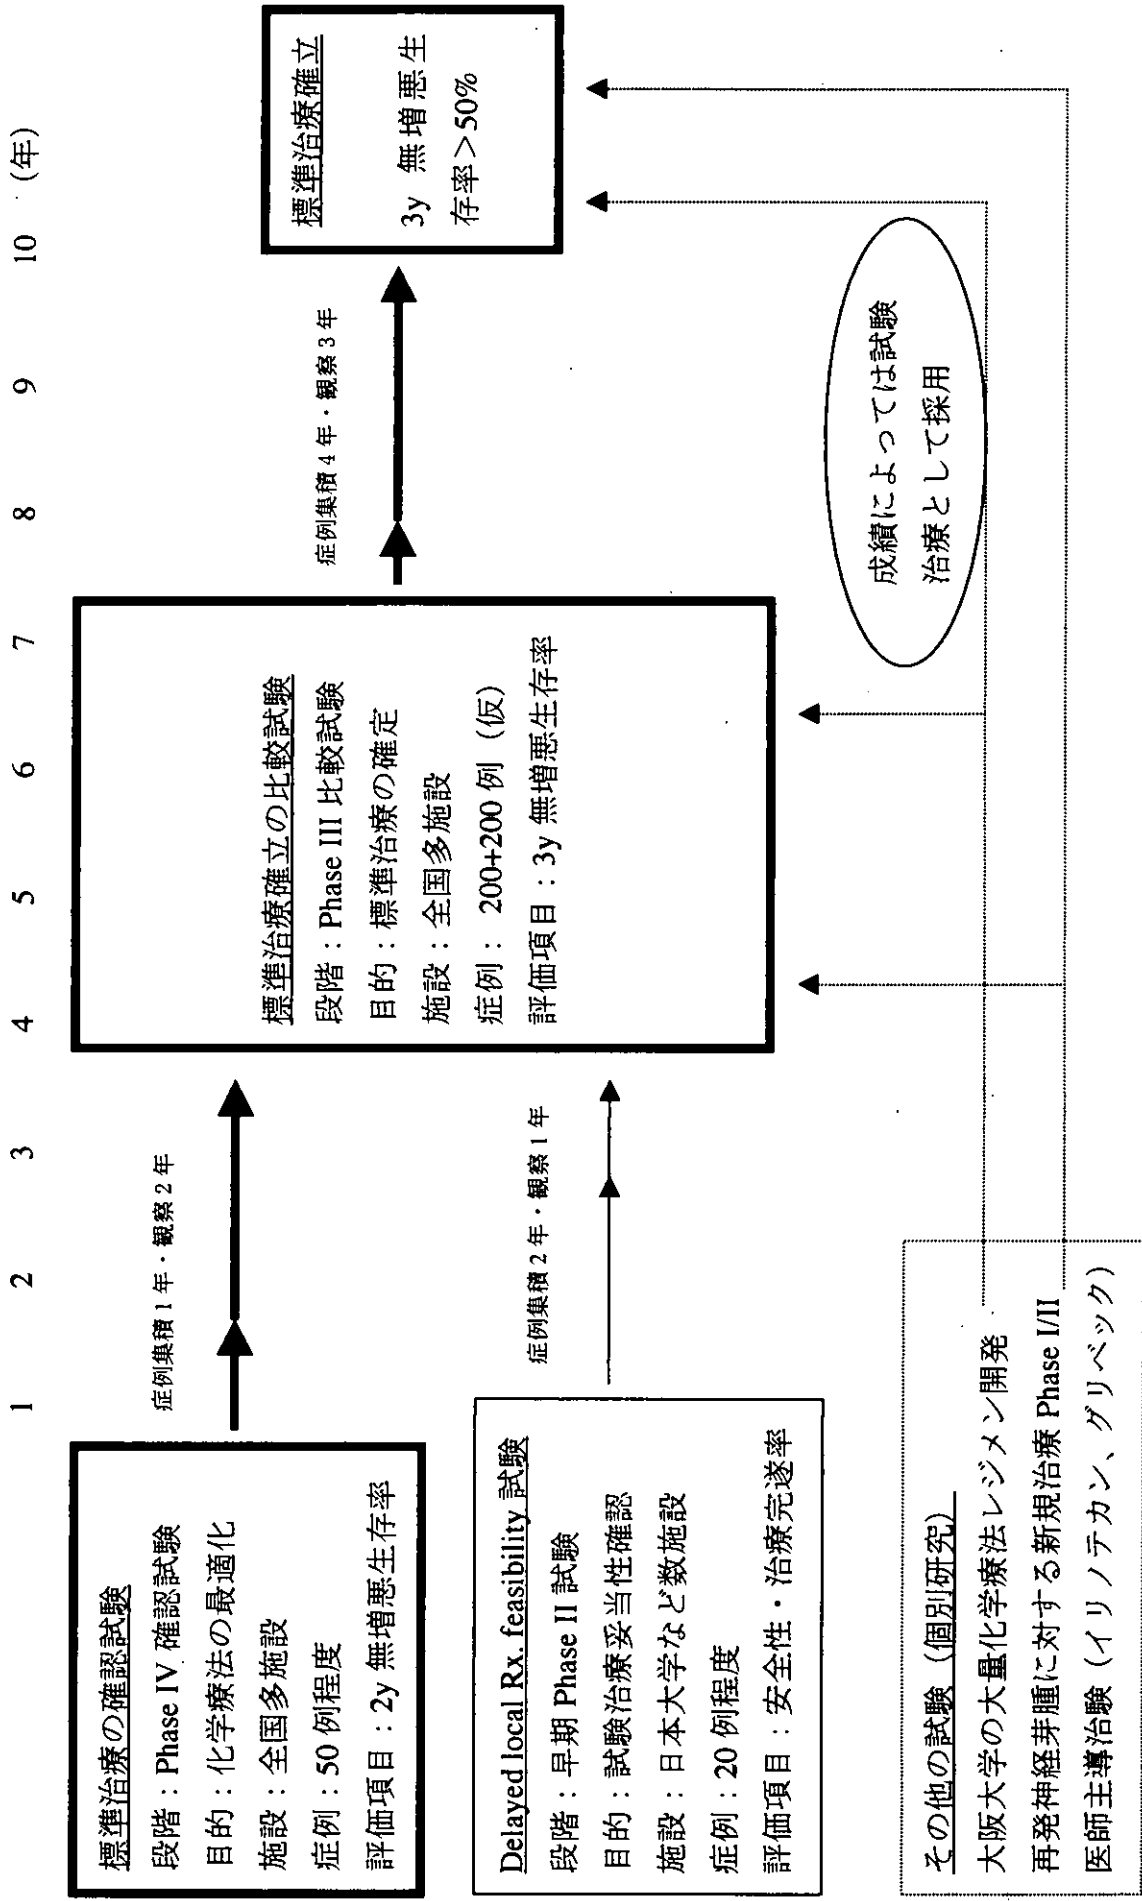 1 2 3 4 5 6 7 8 9 10 (年)
標準治療の確認試験
段階：Phase IV 確認試験
目的：化学療法の最適化
施設：全国多施設
症例：50 例程度
評価項目：2y 無増悪生存率
症例集積1年・観察2年
Delayed local Rx. feasibility 試験
段階：早期 Phase II 試験
目的：試験治療妥当性確認
施設：日本大学など数施設
症例：20 例程度
評価項目：安全性・治療完遂率
症例集積2年・観察1年
標準治療確立の比較試験
段階：Phase III 比較試験
目的：標準治療の確定
施設：全国多施設
症例： 200+200 例（仮）
評価項目：3y 無増悪生存率
症例集積4年・観察3年
標準治療確立
3y 無増悪生
存率＞50%
成績によっては試験
治療として採用
その他の試験（個別研究）
大阪大学の大量化学療法レジメン開発
再発神経芽腫に対する新規治療 Phase I/II
医師主導治験（イリノテカン、グリベック）